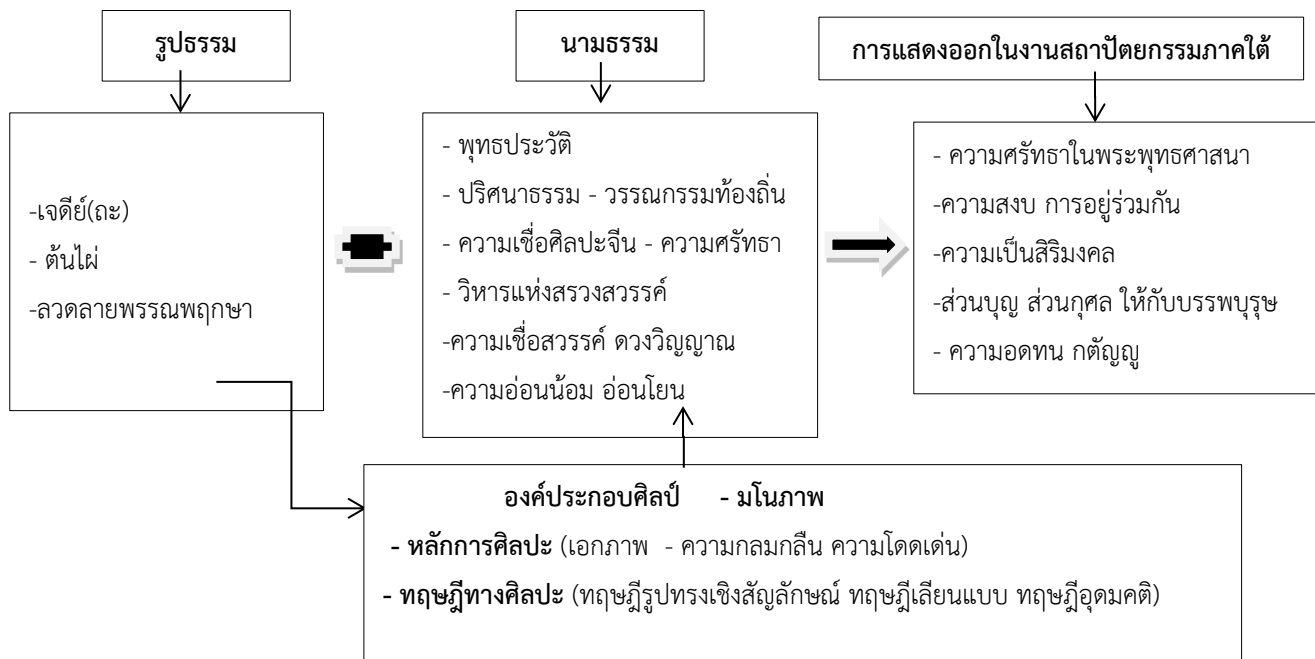 รูปธรรม
นามธรรม
การแสดงออกในงานสถาปัตยกรรมภาคใต้
-เจดีย์(ถะ)
- ต้นไผ่
-ลวดลายพรรณพฤกษา
- พุทธประวัติ
- ปริศนาธรรม - วรรณกรรมท้องถิ่น
- ความเชื่อศิลปะจีน - ความศรัทธา
- วิหารแห่งสรวงสวรรค์
-ความเชื่อสวรรค์ ดวงวิญญาณ
-ความอ่อนน้อม อ่อนโยน
- ความศรัทธาในพระพุทธศาสนา
-ความสงบ การอยู่ร่วมกัน
-ความเป็นสิริมงคล
-ส่วนบุญ ส่วนกุศล ให้กับบรรพบุรุษ
- ความอดทน กตัญญู
องค์ประกอบศิลป์ - มโนภาพ
- หลักการศิลปะ (เอกภาพ - ความกลมกลืน ความโดดเด่น)
- ทฤษฎีทางศิลปะ (ทฤษฎีรูปทรงเชิงสัญลักษณ์ ทฤษฎีเลียนแบบ ทฤษฎีอุดมคติ)